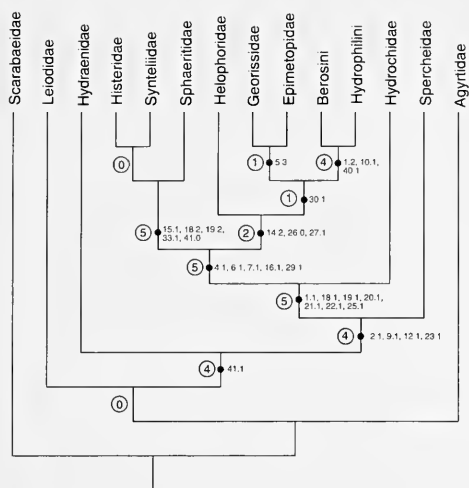 Scarabaeidae
Leiodidae
Hydraenidae
Histeridae
Synteliidae
Sphaeritidae
Helophoridae
Georissidae
Epimetopidae
Berosini
Hydrophilini
Hydrochidae
Spercheidae
Agyrtidae
0
1
5 3
4
1.2, 10.1,
40 1
1
30 1
5
15.1, 18 2, 19 2,
33.1, 41.0
2
14 2, 26 0, 27.1
5
4 1, 6 1, 7.1, 16.1, 29 1
5
1.1, 18 1, 19 1, 20.1,
21.1, 22.1, 25.1
4
2 1, 9.1, 12 1, 23 1
4
41.1
0